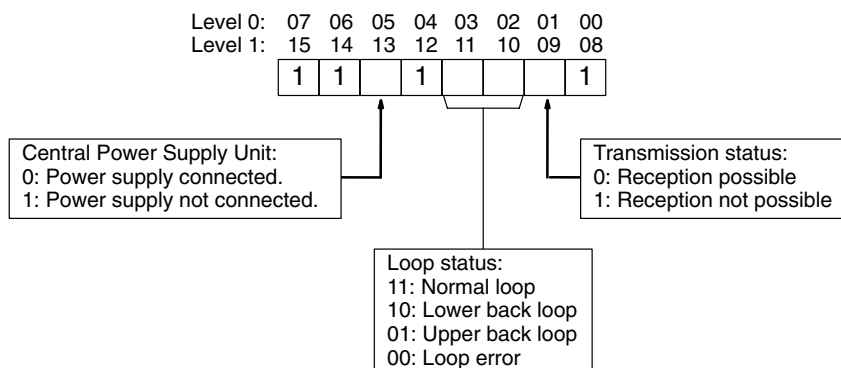 Level 0: 07 06 05 04 03 02 01 00
Level 1: 15 14 13 12 11 10 09 08
1 1 1 1
Central Power Supply Unit:
0: Power supply connected.
1: Power supply not connected.
Transmission status:
0: Reception possible
1: Reception not possible
Loop status:
11: Normal loop
10: Lower back loop
01: Upper back loop
00: Loop error